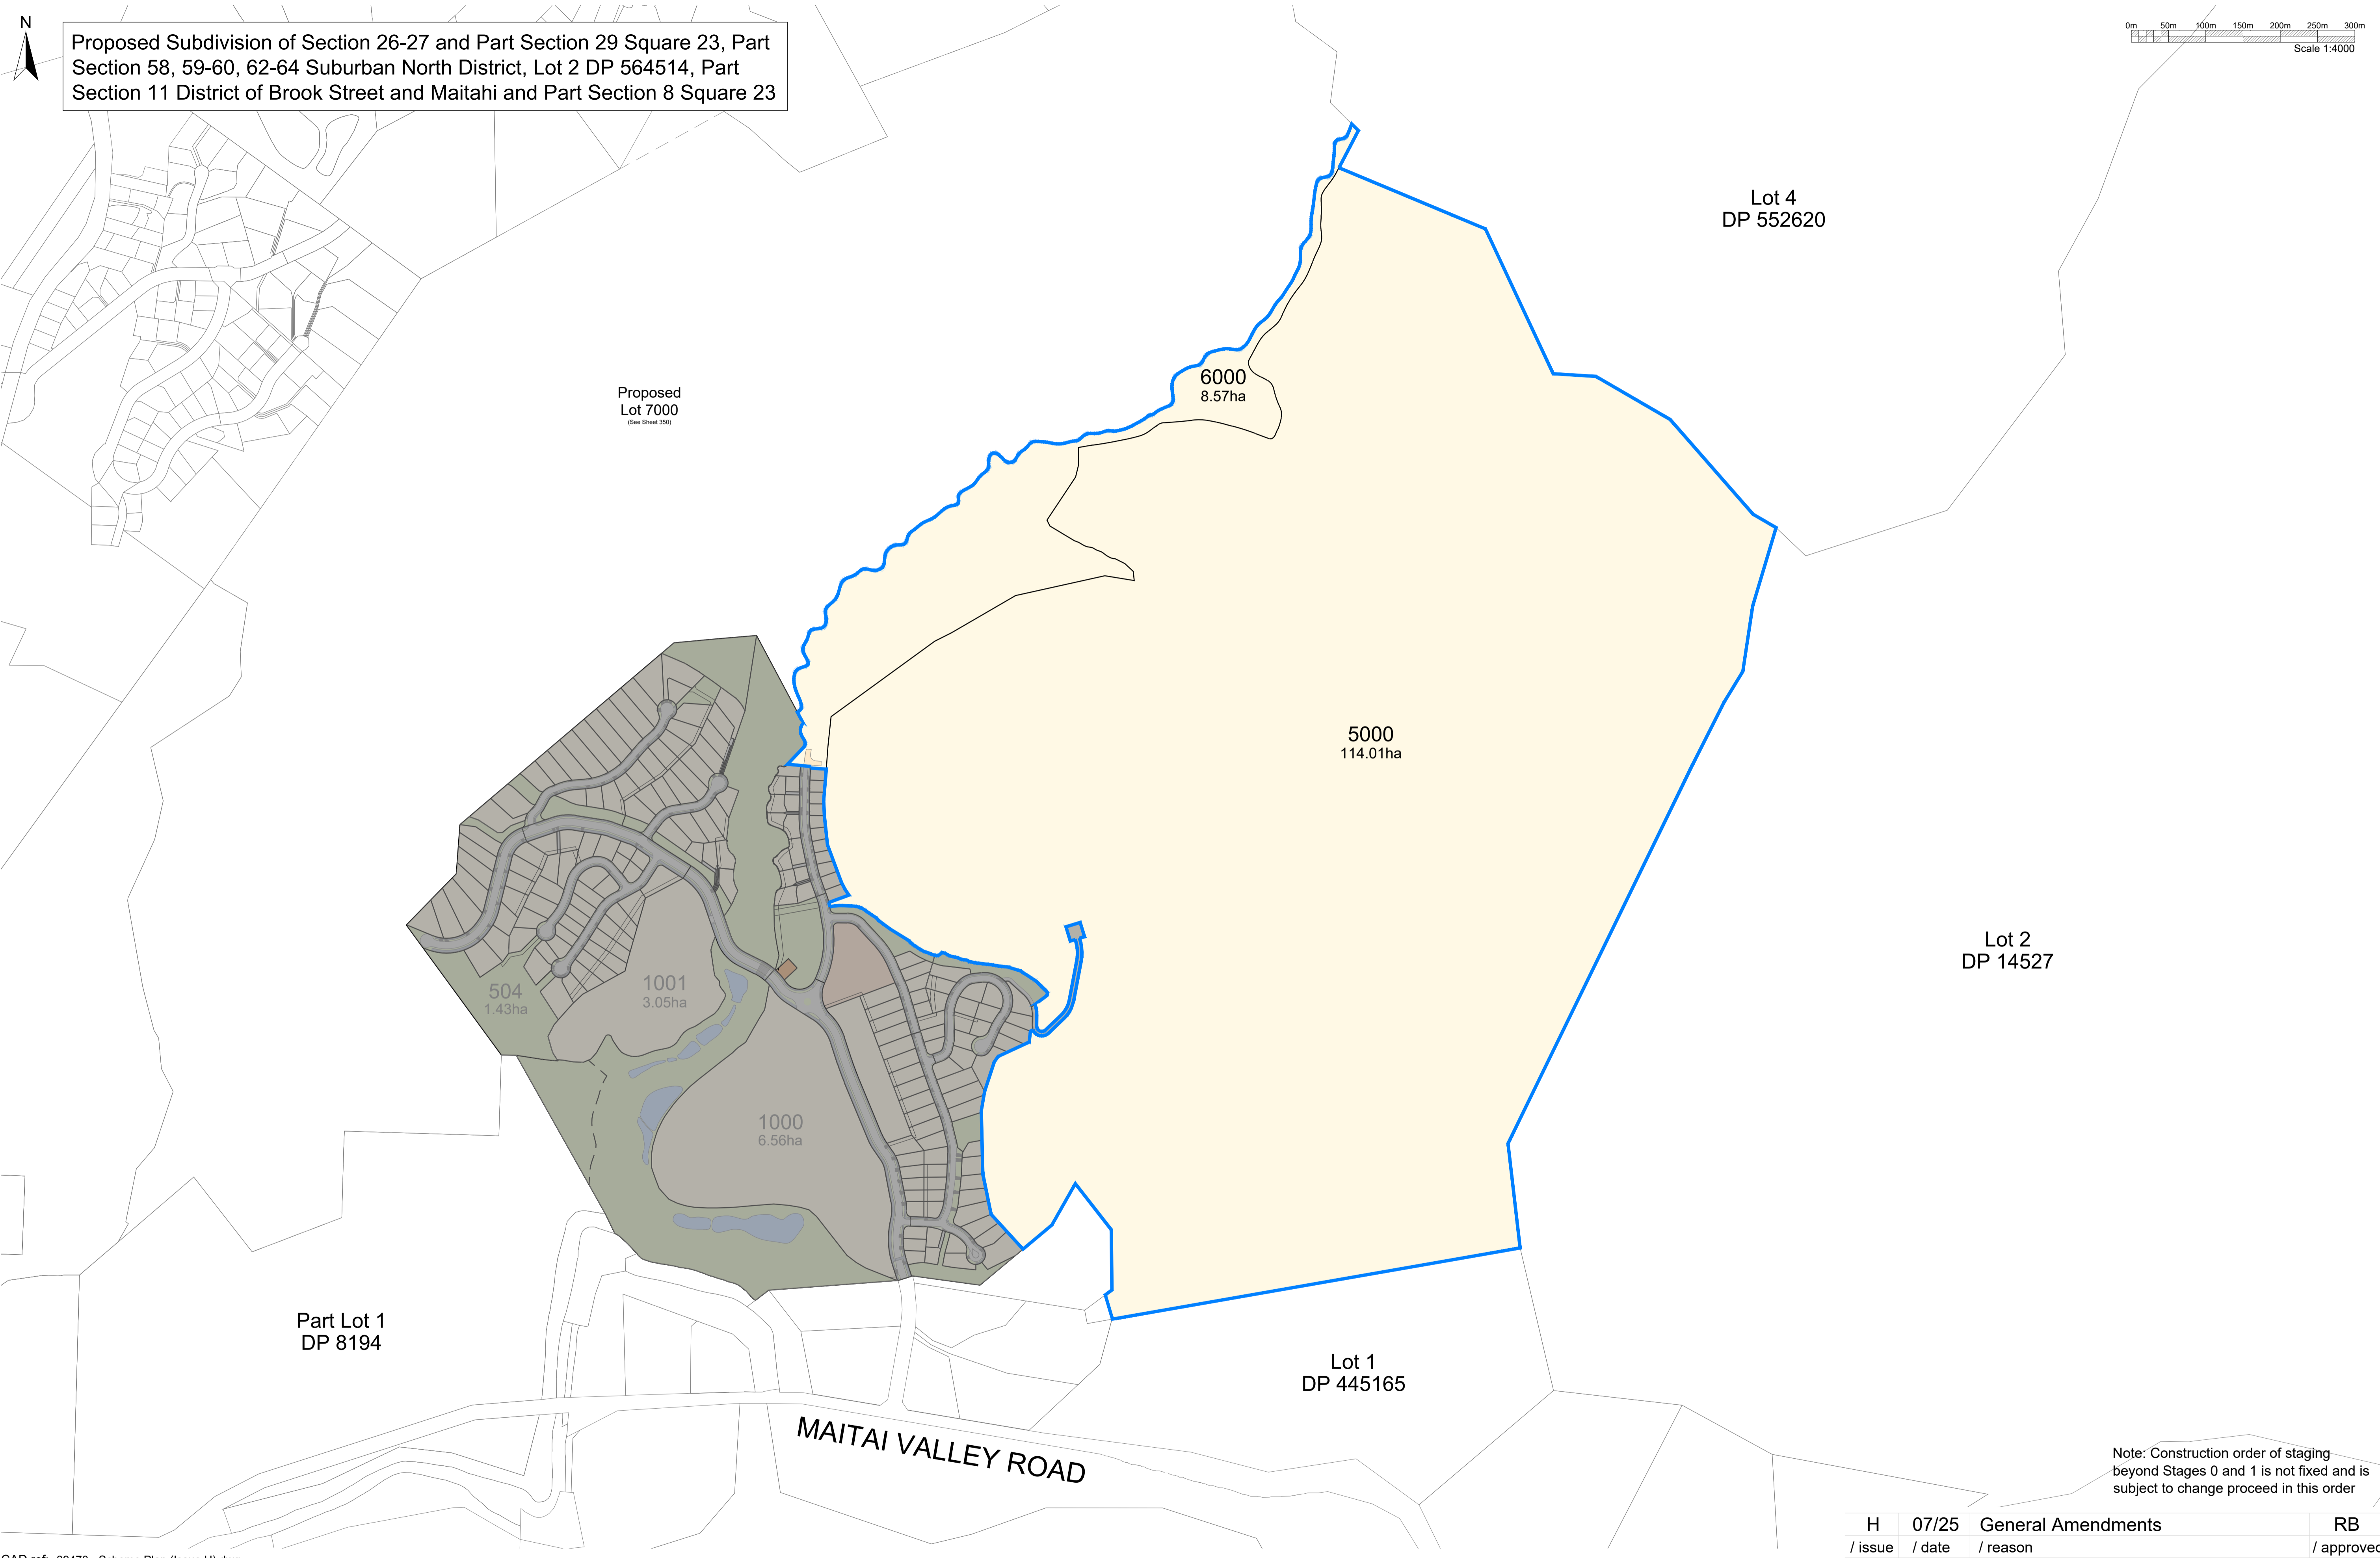 N
Proposed Subdivision of Section 26-27 and Part Section 29 Square 23, Part
Section 58, 59-60, 62-64 Suburban North District, Lot 2 DP 564514, Part
Section 11 District of Brook Street and Maitahi and Part Section 8 Square 23
0m 50m 100m 150m 200m 250m 300m
Scale 1:4000
Lot 4
DP 552620
Proposed
Lot 7000
(See Sheet 350)
6000
8.57ha
5000
114.01ha
Lot 2
DP 14527
504
1.43ha
1001
3.05ha
1000
6.56ha
Part Lot 1
DP 8194
Lot 1
DP 445165
MAITAI VALLEY ROAD
Note: Construction order of staging
beyond Stages 0 and 1 is not fixed and is
subject to change proceed in this order
H 07/25 General Amendments RB
/ issue / date / reason / approved